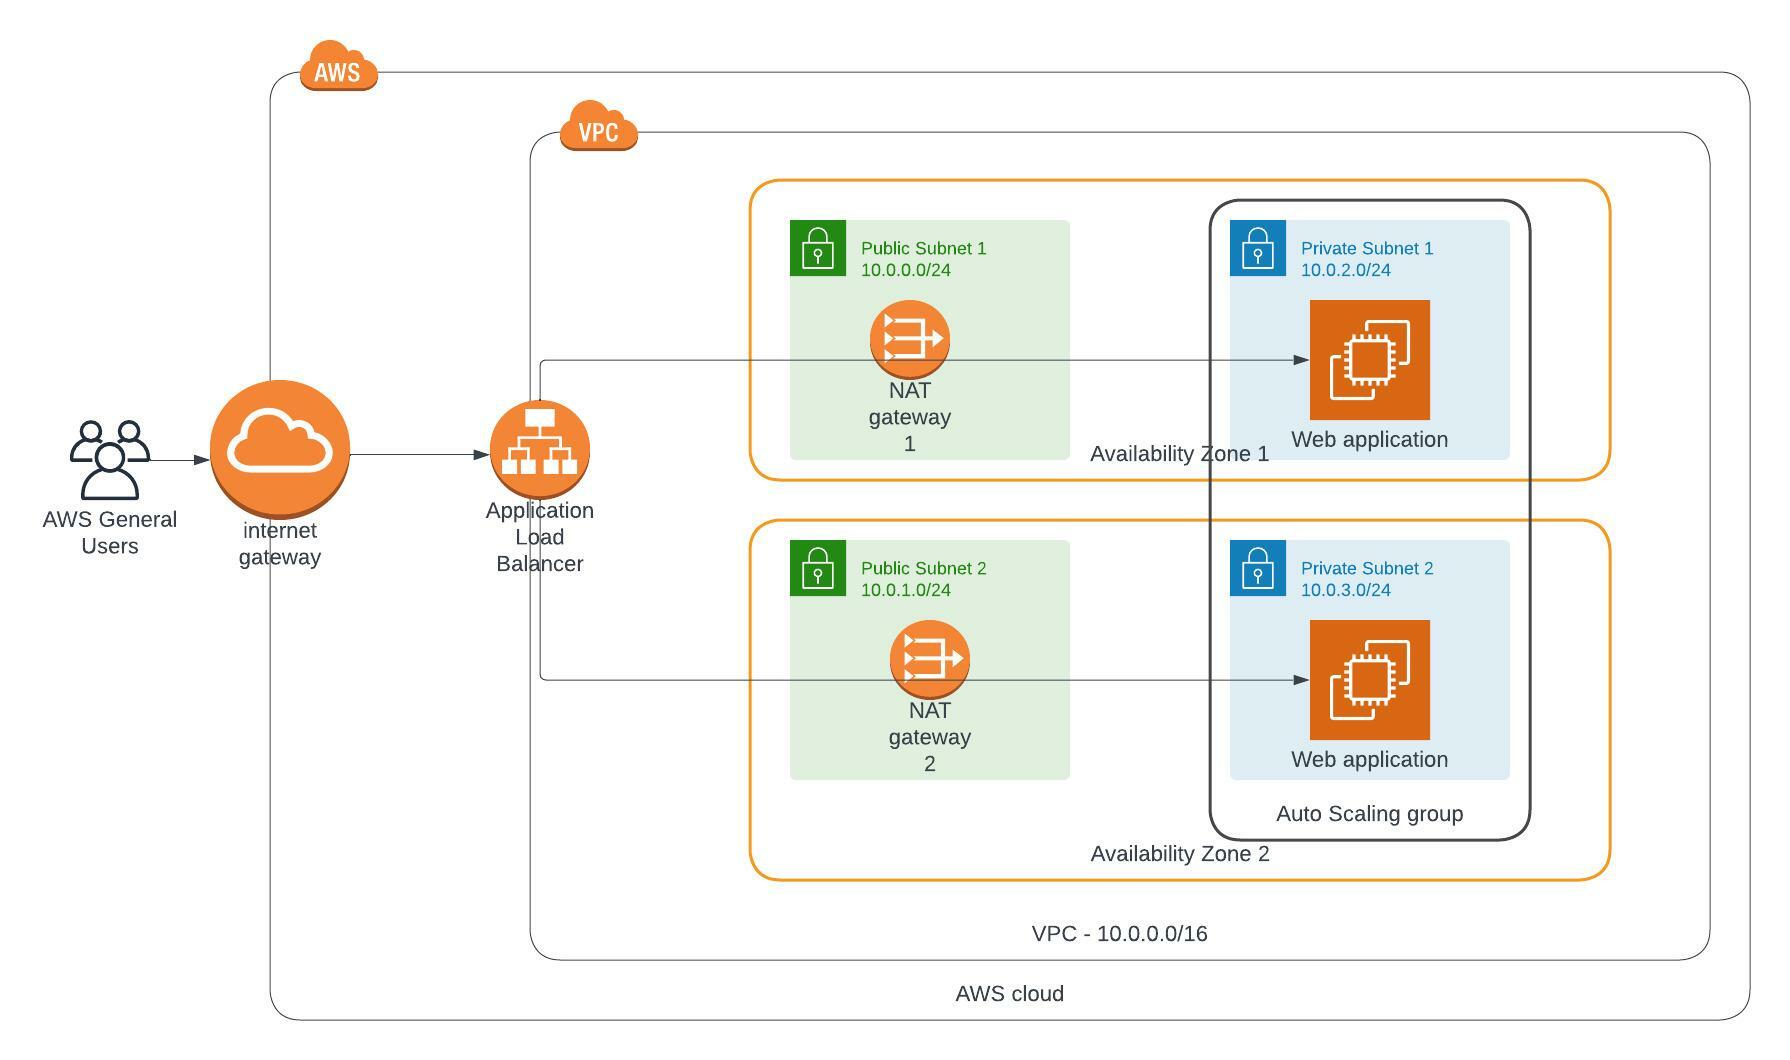 AWS
VPC
Public Subnet 1
10.0.0.0/24
Private Subnet 1
10.0.2.0/24
NAT
gateway
1
Web application
Availability Zone 1
AWS General
Users
internet
gateway
Application
Load
Balancer
Public Subnet 2
10.0.1.0/24
Private Subnet 2
10.0.3.0/24
NAT
gateway
2
Web application
Auto Scaling group
Availability Zone 2
VPC - 10.0.0.0/16
AWS cloud